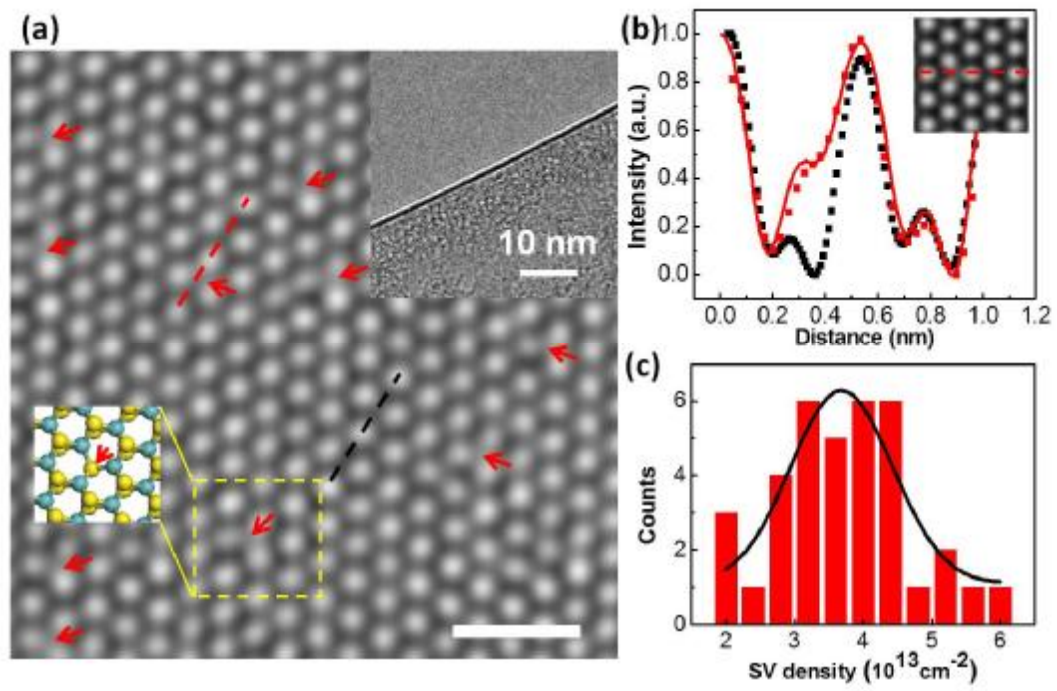 (a)
10 nm
(b)
Intensity (a.u.)
1.0
0.8
0.6
0.4
0.2
0.0
0.0 0.2 0.4 0.6 0.8 1.0 1.2
Distance (nm)
(c)
Counts
6
4
2
0
2 3 4 5 6
SV density (10¹³cm⁻²)